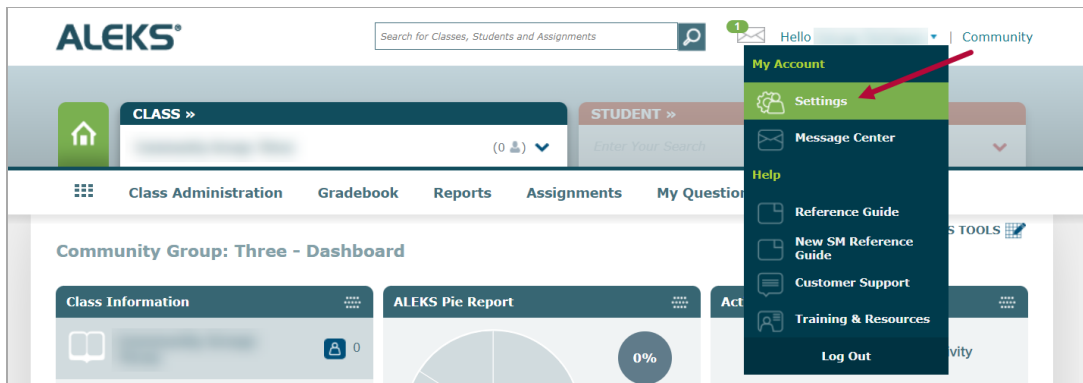 ALEKS®
Search for Classes, Students and Assignments
1
Hello
| Community
My Account
Settings
Message Center
Help
Reference Guide
New SM Reference
Guide
Customer Support
Training & Resources
Log Out
CLASS »
(0 )
STUDENT »
Enter Your Search
Class Administration
Gradebook
Reports
Assignments
My Question
S TOOLS
Community Group: Three - Dashboard
Class Information
0
ALEKS Pie Report
0%
Act
ivity